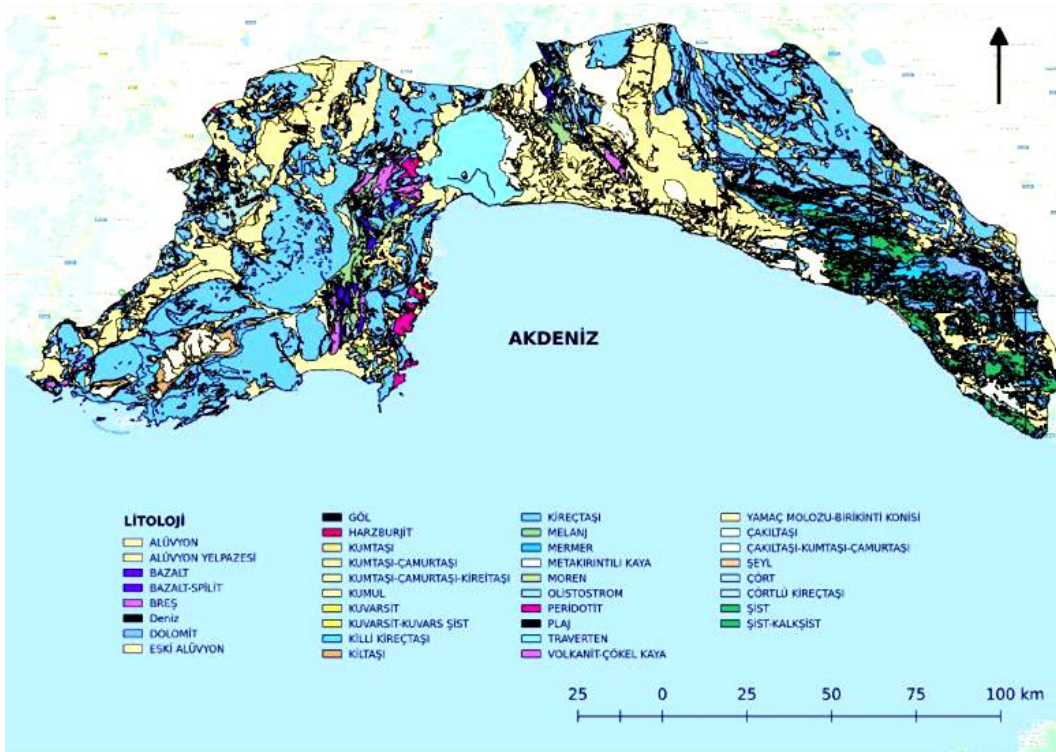 AKDENİZ
LİTOLOJİ
ALÜVYON
ALÜVYON YELPAZESİ
BAZALT
BAZALT-SPİLİT
BREŞ
Deniz
DOLOMİT
ESKİ ALÜVYON
GÖL
HARZBURJİT
KUMTAŞI
KUMTAŞI-ÇAMURTAŞI
KUMTAŞI-ÇAMURTAŞI-KİREİTAŞI
KUMUL
KUVARSİT
KUVARSİT-KUVARS ŞİST
KİLLİ KİREÇTAŞI
KİLTAŞI
KİREÇTAŞI
MELANJ
MERMER
METAKIRINTILI KAYA
MOREN
OLİSTOSTROM
PERİDOTİT
PLAJ
TRAVERTEN
VOLKANİT-ÇÖKEL KAYA
YAMAÇ MOLOZU-BİRİKİNTİ KONİSİ
ÇAKILTAŞI
ÇAKILTAŞI-KUMTAŞI-ÇAMURTAŞI
ŞEYL
ÇÖRT
ÇÖRTLÜ KİREÇTAŞI
ŞİST
ŞİST-KALKŞİST
25 0 25 50 75 100 km